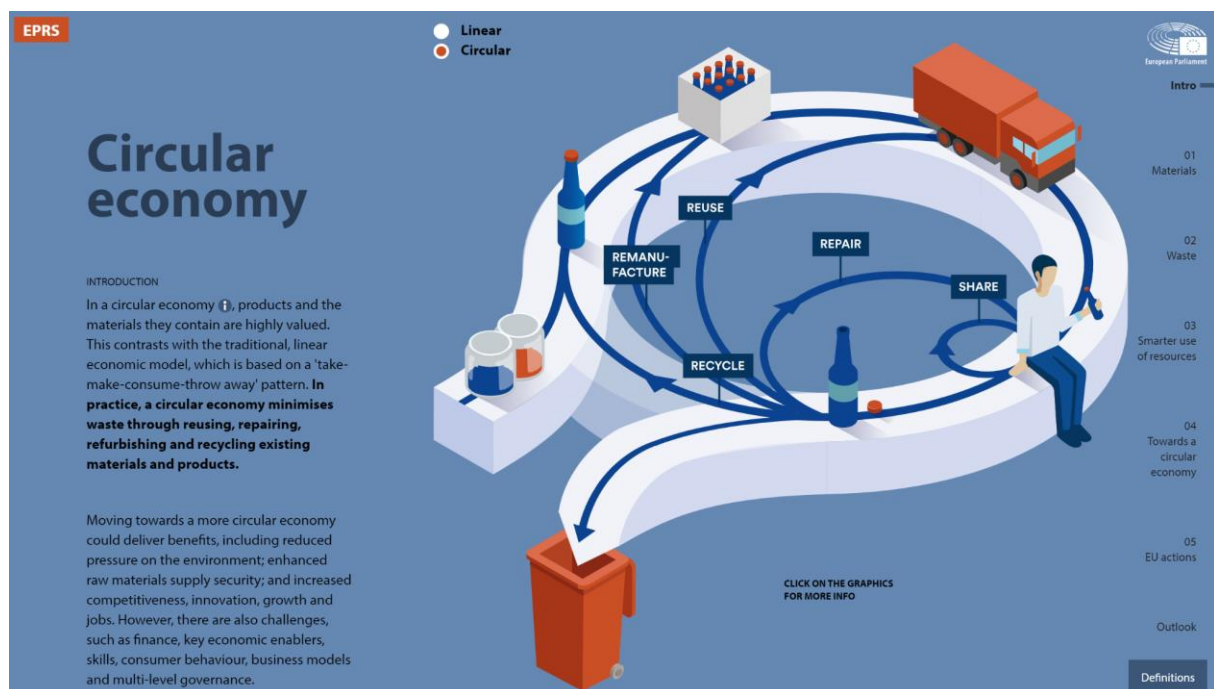 EPRS
Linear
Circular
European Parliament
Intro
Circular
economy
INTRODUCTION
In a circular economy i, products and the
materials they contain are highly valued.
This contrasts with the traditional, linear
economic model, which is based on a 'take-
make-consume-throw away' pattern. In
practice, a circular economy minimises
waste through reusing, repairing,
refurbishing and recycling existing
materials and products.
Moving towards a more circular economy
could deliver benefits, including reduced
pressure on the environment; enhanced
raw materials supply security; and increased
competitiveness, innovation, growth and
jobs. However, there are also challenges,
such as finance, key economic enablers,
skills, consumer behaviour, business models
and multi-level governance.
REUSE
REMANU-
FACTURE
REPAIR
SHARE
RECYCLE
CLICK ON THE GRAPHICS
FOR MORE INFO
01
Materials
02
Waste
03
Smarter use
of resources
04
Towards a
circular
economy
05
EU actions
Outlook
Definitions